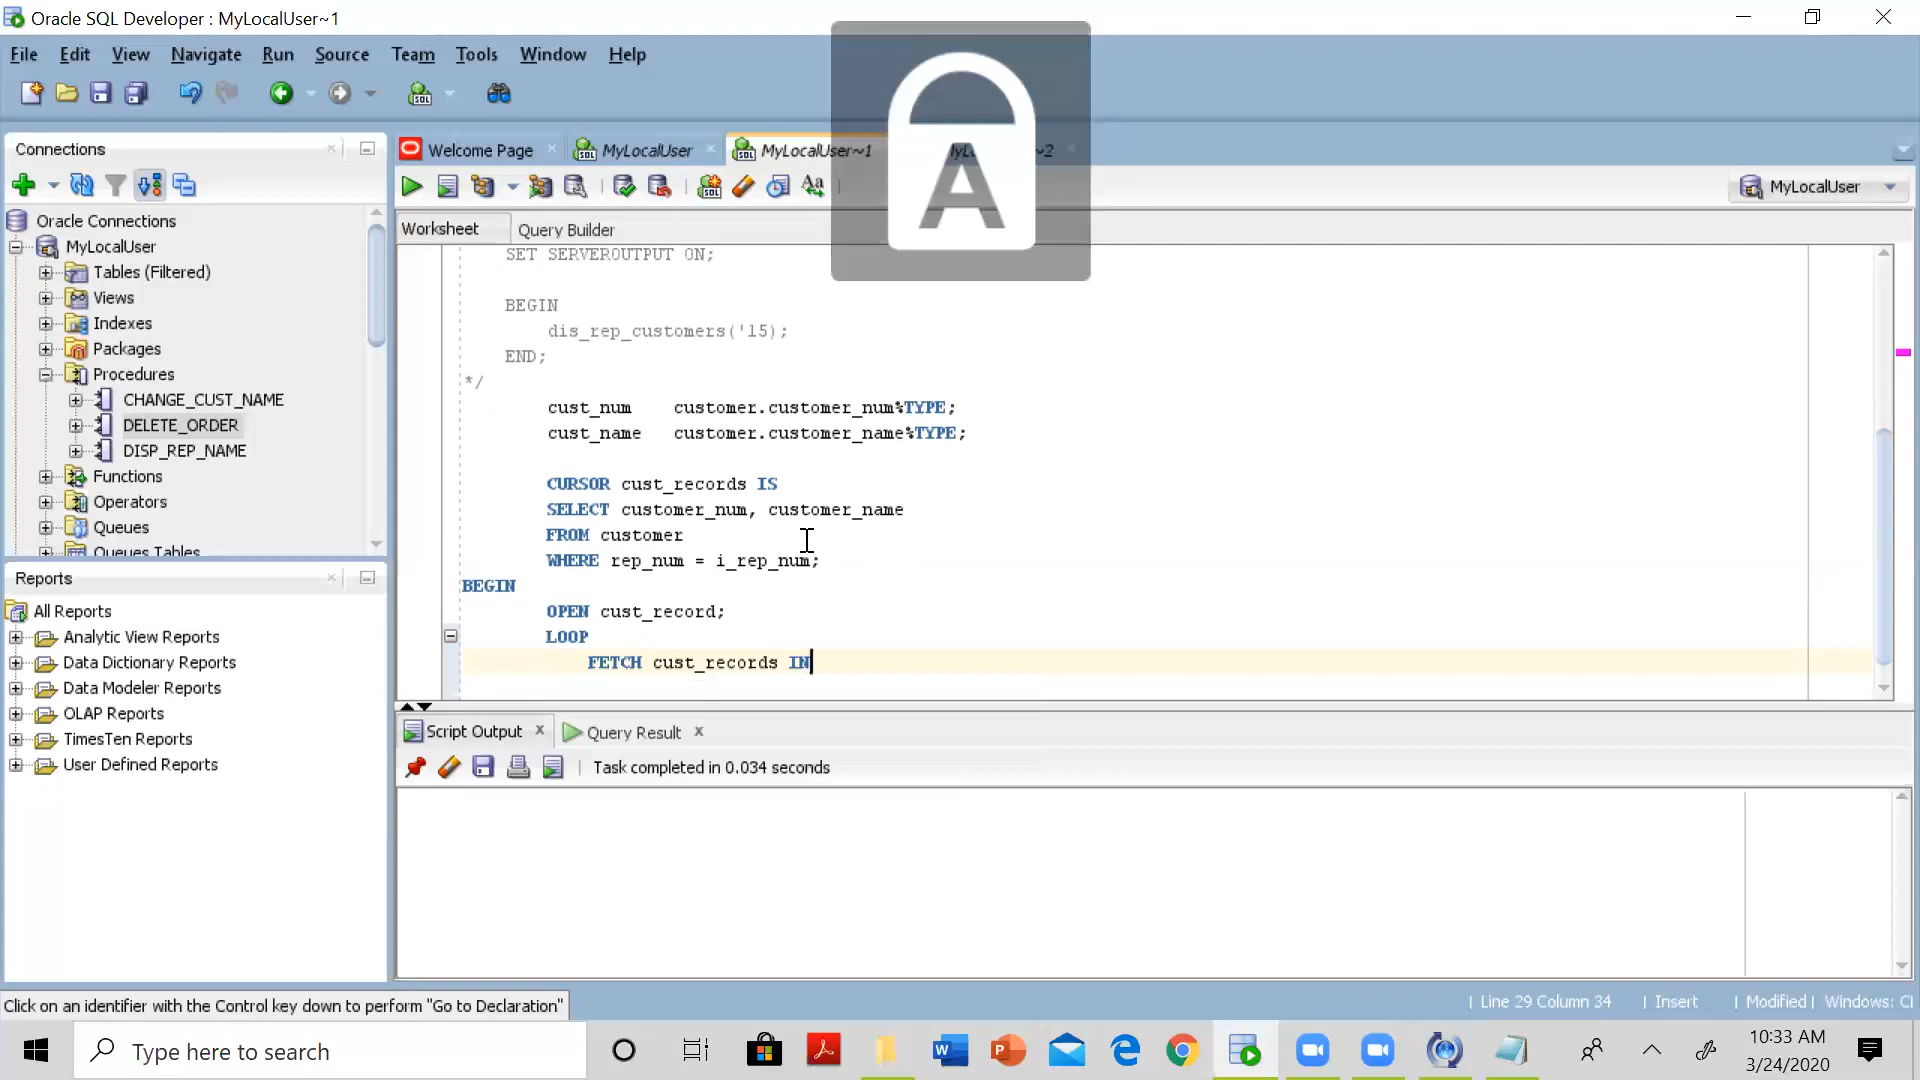 Oracle SQL Developer : MyLocalUser~1
File Edit View Navigate Run Source Team Tools Window Help
Connections
Oracle Connections
MyLocalUser
Tables (Filtered)
Views
Indexes
Packages
Procedures
CHANGE_CUST_NAME
DELETE_ORDER
DISP_REP_NAME
Functions
Operators
Queues
Queues Tables
Reports
All Reports
Analytic View Reports
Data Dictionary Reports
Data Modeler Reports
OLAP Reports
TimesTen Reports
User Defined Reports
Welcome Page MyLocalUser MyLocalUser~1 MyL ~2
A
MyLocalUser
Worksheet Query Builder
SET SERVEROUTPUT ON;
BEGIN
dis_rep_customers('15);
END;
*/
cust_num customer.customer_num%TYPE;
cust_name customer.customer_name%TYPE;
CURSOR cust_records IS
SELECT customer_num, customer_name
FROM customer
WHERE rep_num = i_rep_num;
BEGIN
OPEN cust_record;
LOOP
FETCH cust_records IN
Script Output x Query Result x
Task completed in 0.034 seconds
Click on an identifier with the Control key down to perform "Go to Declaration"
| Line 29 Column 34 | Insert | Modified | Windows: Cl
Type here to search
10:33 AM
3/24/2020